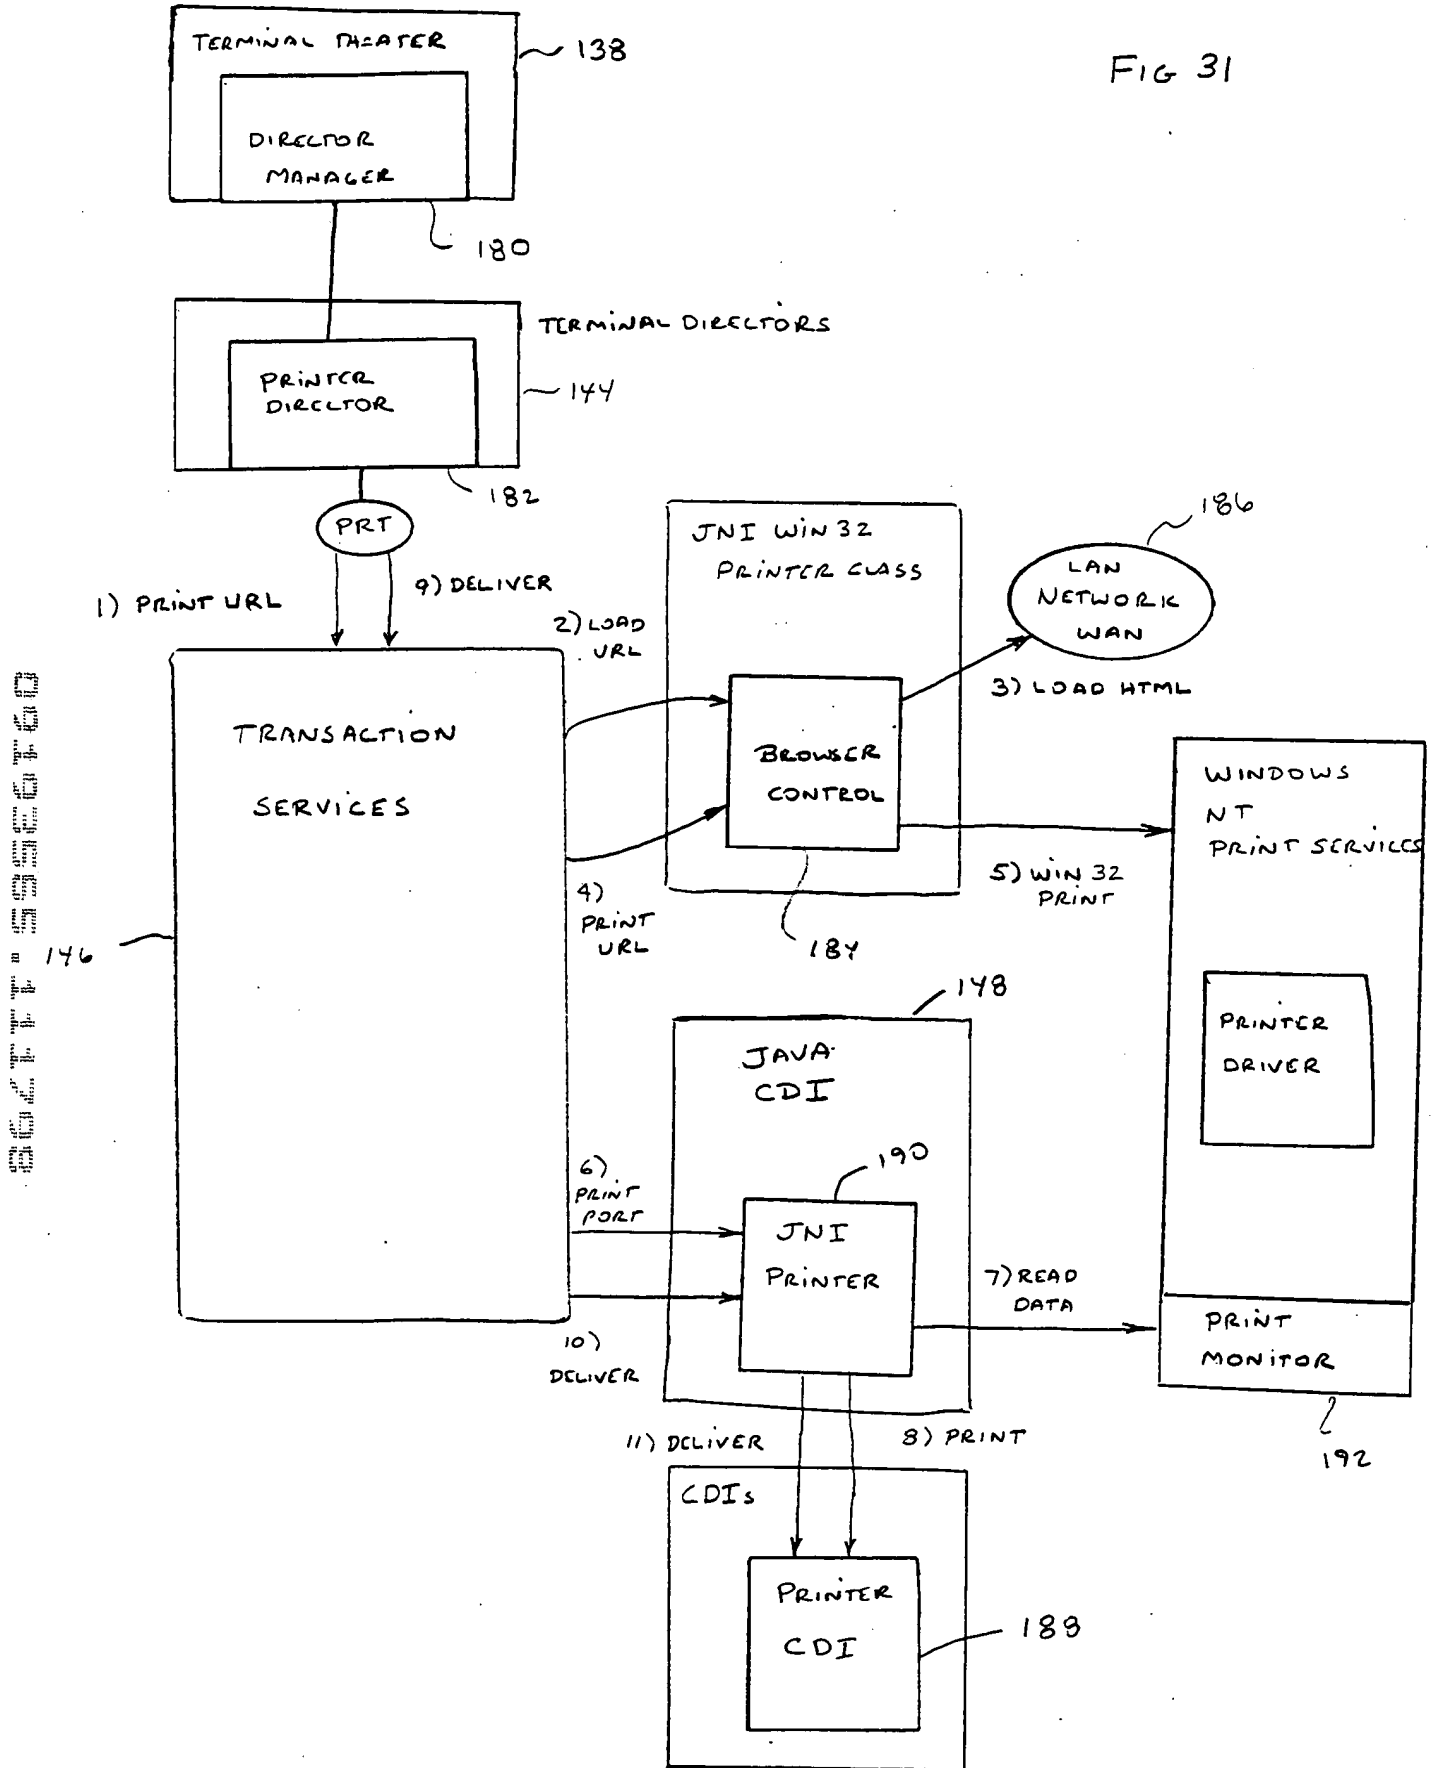 FIG 31
TERMINAL THEATER
138
DIRECTOR
MANAGER
180
TERMINAL DIRECTORS
PRINTER
DIRECTOR
144
182
PRT
1) PRINT URL
9) DELIVER
JNI WIN 32
PRINTER CLASS
186
LAN
NETWORK
WAN
2) LOAD
URL
3) LOAD HTML
TRANSACTION
SERVICES
BROWSER
CONTROL
WINDOWS
NT
PRINT SERVICES
4)
PRINT
URL
5) WIN 32
PRINT
184
146
09193555.111798
148
JAVA
CDI
PRINTER
DRIVER
190
6)
PRINT
PORT
JNI
PRINTER
7) READ
DATA
10)
DELIVER
PRINT
MONITOR
192
11) DELIVER
8) PRINT
CDIs
PRINTER
CDI
188